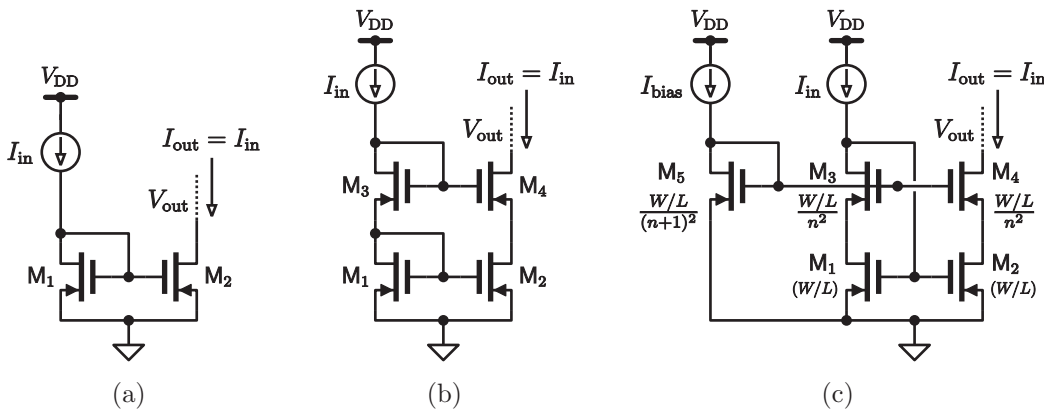 V_DD
I_in
I_out = I_in
V_out
M_1
M_2
(a)
V_DD
I_in
I_out = I_in
V_out
M_3
M_4
M_1
M_2
(b)
V_DD
V_DD
I_bias
I_in
I_out = I_in
V_out
M_5
W/L
(n+1)^2
M_3
W/L
n^2
M_4
W/L
n^2
M_1
(W/L)
M_2
(W/L)
(c)